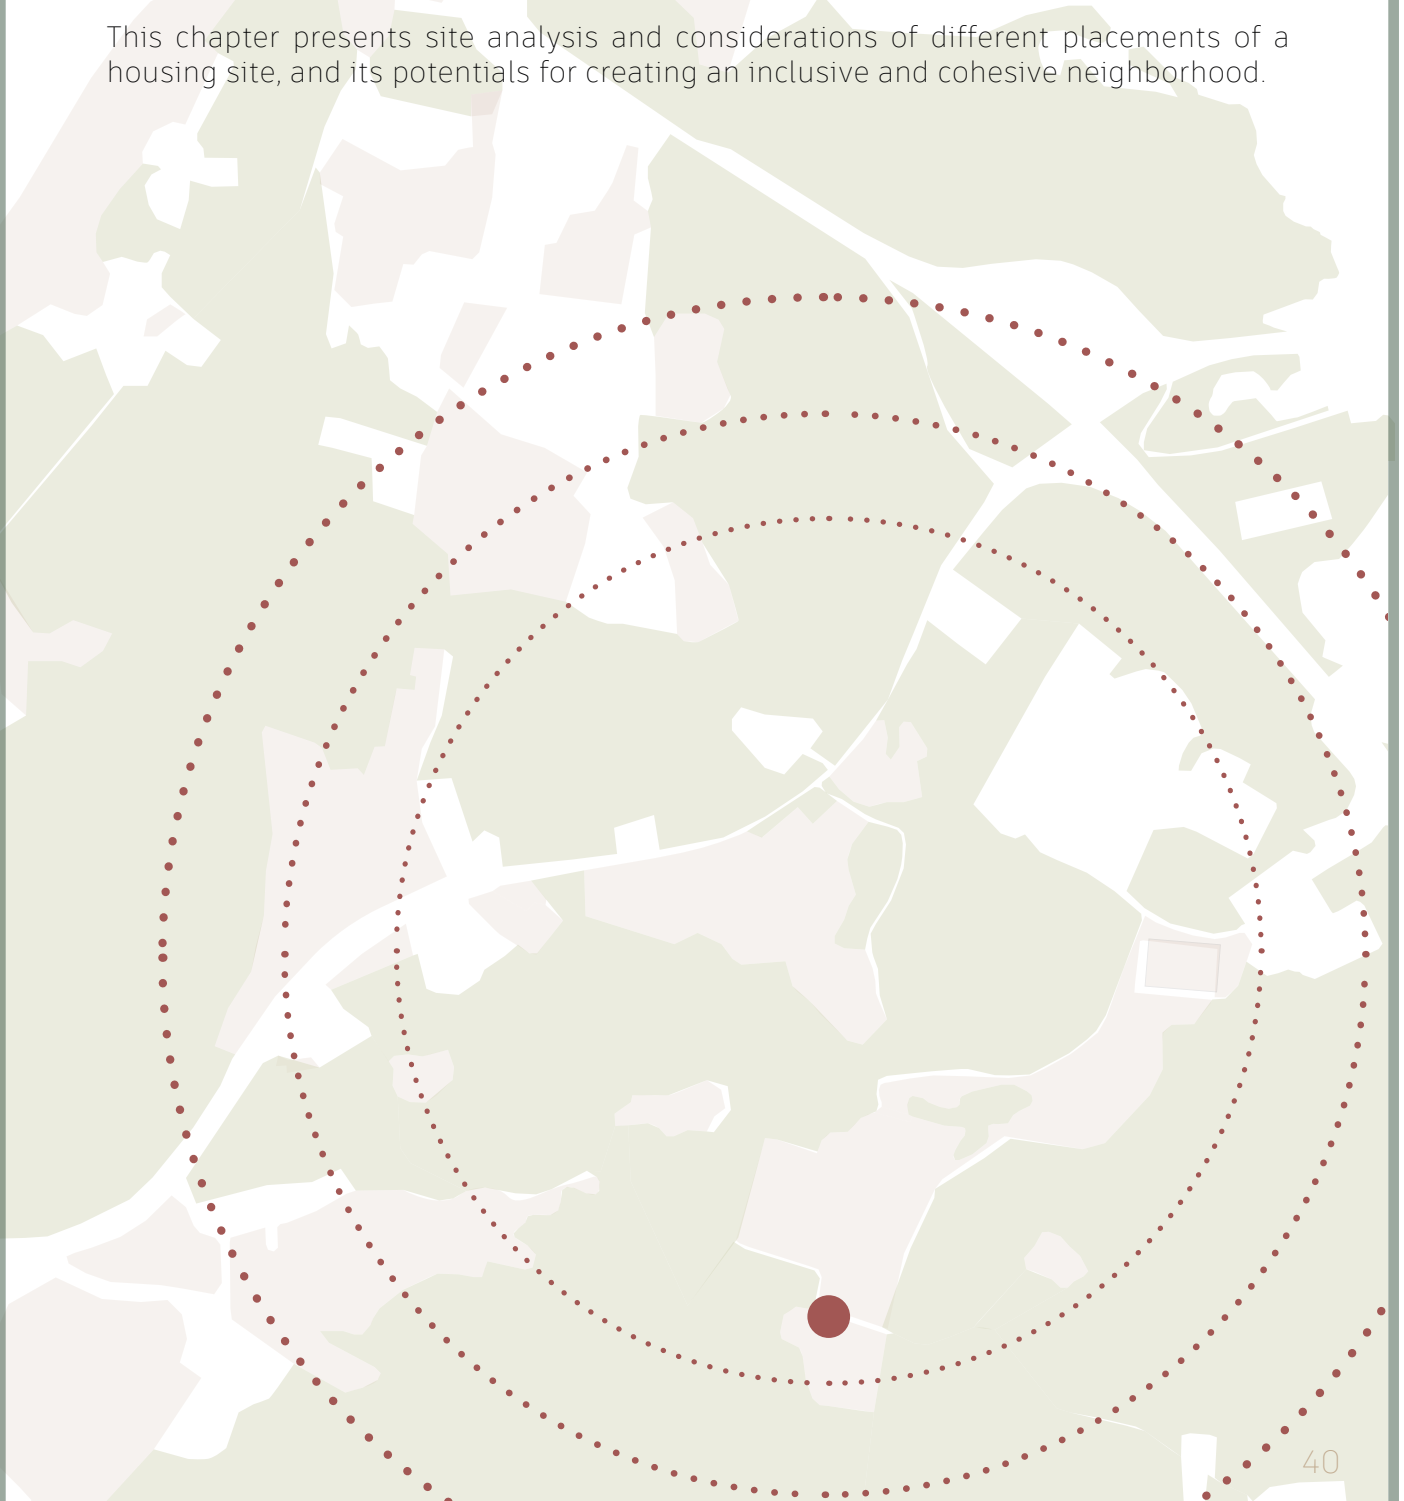 This chapter presents site analysis and considerations of different placements of a
housing site, and its potentials for creating an inclusive and cohesive neighborhood.
40